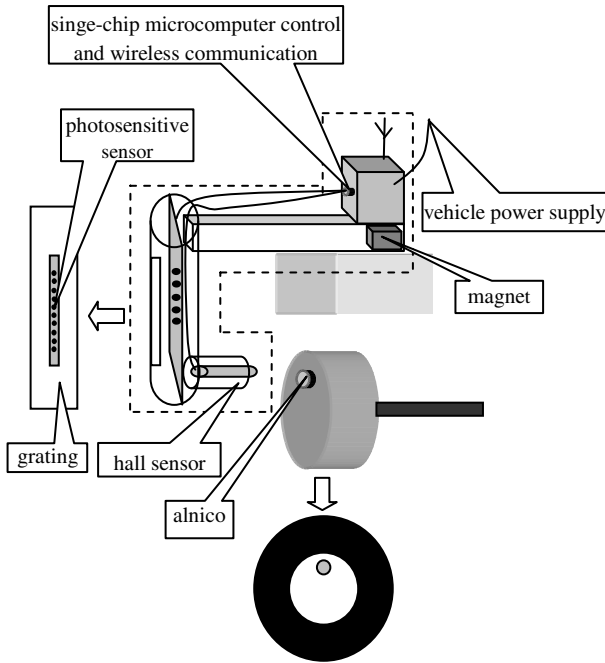 singe-chip microcomputer control
and wireless communication
photosensitive
sensor
vehicle power supply
magnet
grating
hall sensor
alnico